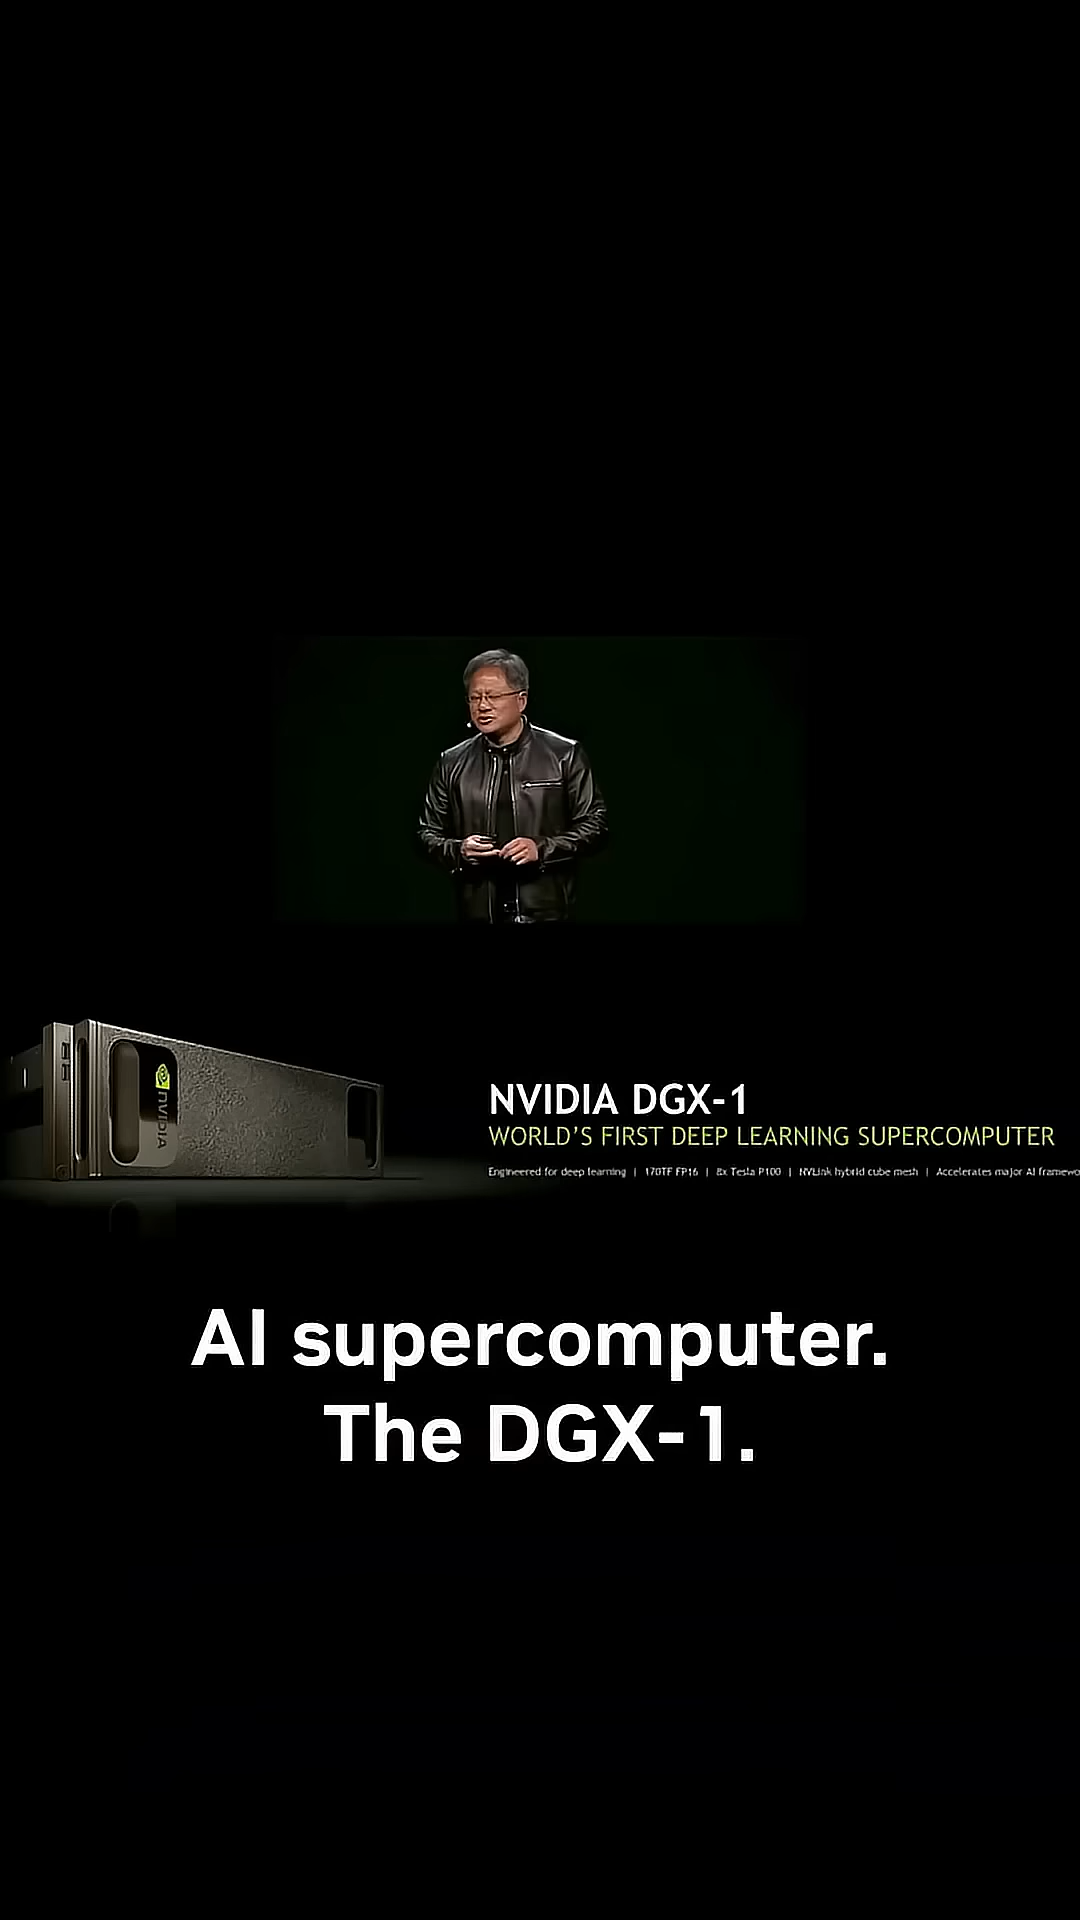 NVIDIA
NVIDIA DGX-1
WORLD'S FIRST DEEP LEARNING SUPERCOMPUTER
Engineered for deep learning | 170TF FP16 | 8x Tesla P100 | NVLink hybrid cube mesh | Accelerates major AI framewo
AI supercomputer.
The DGX-1.